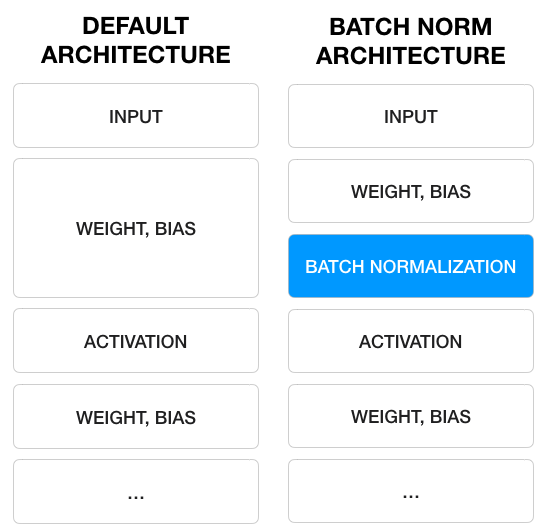 DEFAULT
ARCHITECTURE
INPUT
WEIGHT, BIAS
ACTIVATION
WEIGHT, BIAS
...
BATCH NORM
ARCHITECTURE
INPUT
WEIGHT, BIAS
BATCH NORMALIZATION
ACTIVATION
WEIGHT, BIAS
...